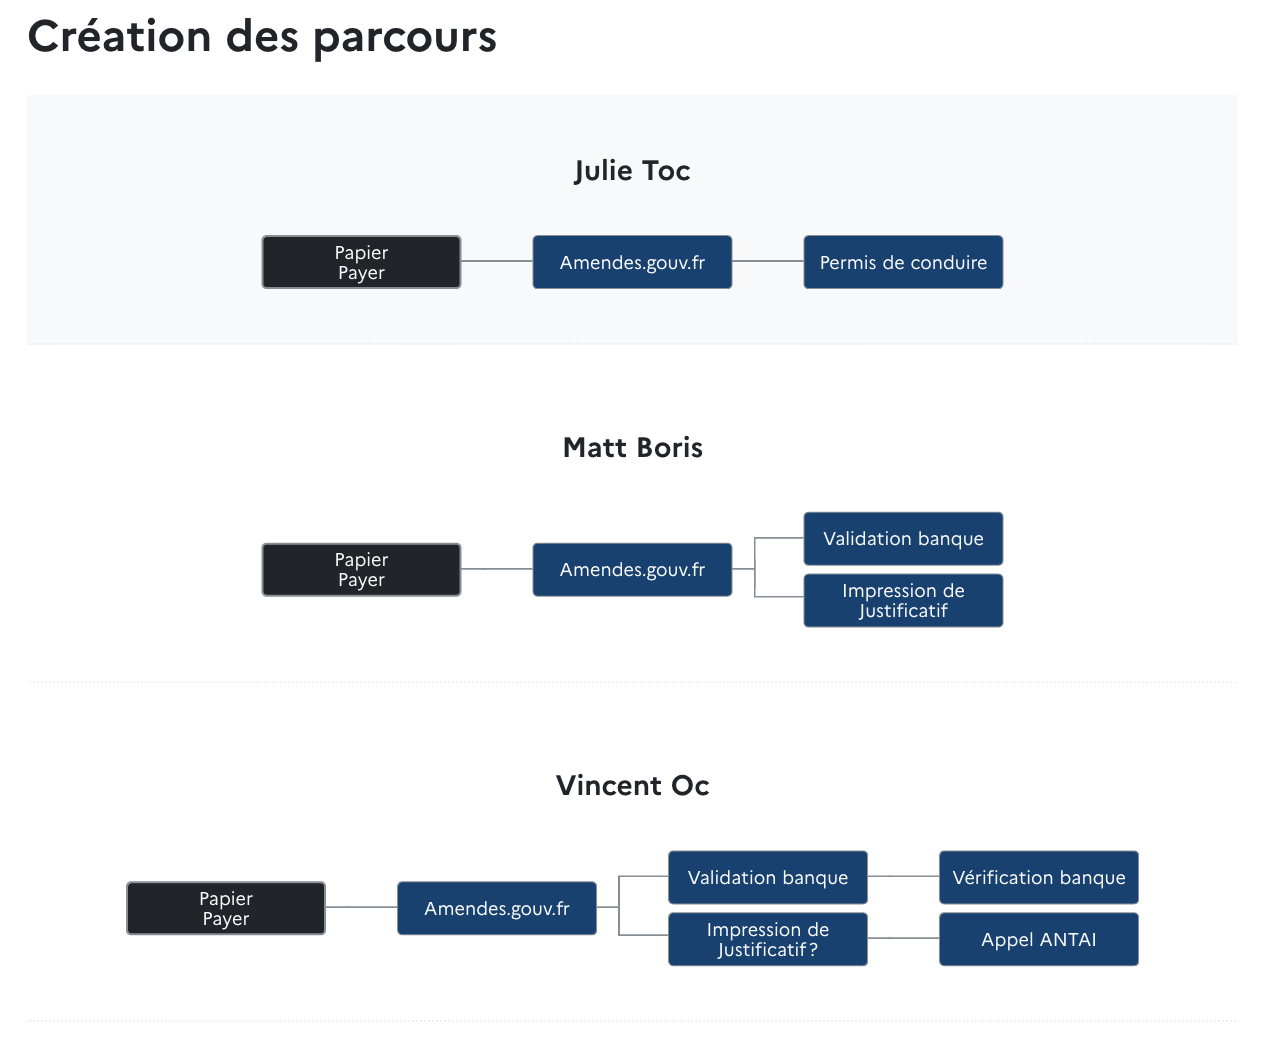 Création des parcours
Julie Toc
Papier
Payer
Amendes.gouv.fr
Permis de conduire
Matt Boris
Papier
Payer
Amendes.gouv.fr
Validation banque
Impression de
Justificatif
Vincent Oc
Papier
Payer
Amendes.gouv.fr
Validation banque
Vérification banque
Impression de
Justificatif ?
Appel ANTAI